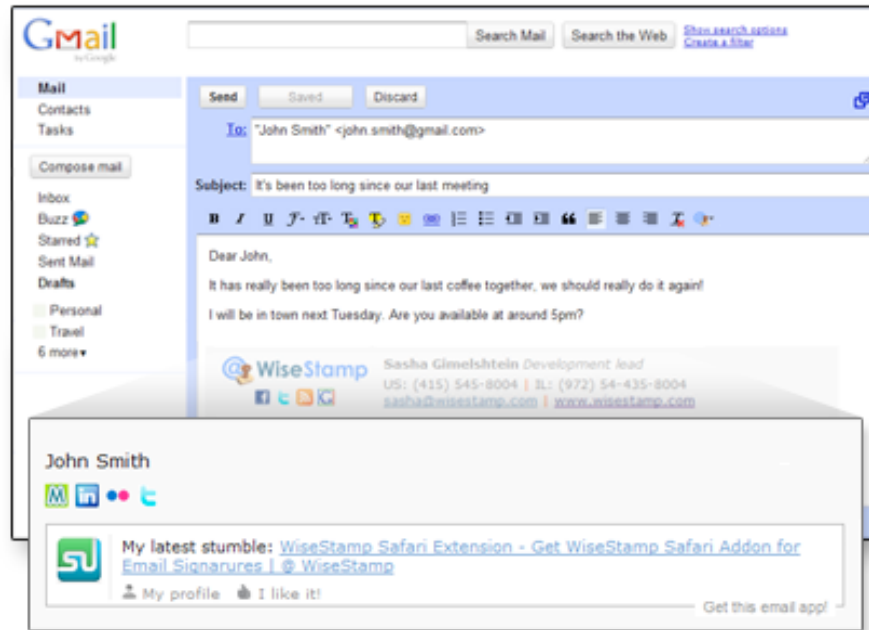 Gmail
by Google
Search Mail
Search the Web
Show search options
Create a filter
Mail
Contacts
Tasks
Compose mail
Inbox
Buzz
Starred
Sent Mail
Drafts
Personal
Travel
6 more
Send
Saved
Discard
To: "John Smith" <john.smith@gmail.com>
Subject: It's been too long since our last meeting
Dear John,
It has really been too long since our last coffee together, we should really do it again!
I will be in town next Tuesday. Are you available at around 5pm?
WiseStamp
Sasha Gimelshtein Development lead
US: (415) 545-8004 | IL: (972) 54-435-8004
sasha@wisestamp.com | www.wisestamp.com
John Smith
My latest stumble: WiseStamp Safari Extension - Get WiseStamp Safari Addon for
Email Signarures | @ WiseStamp
My profile I like it!
Get this email app!